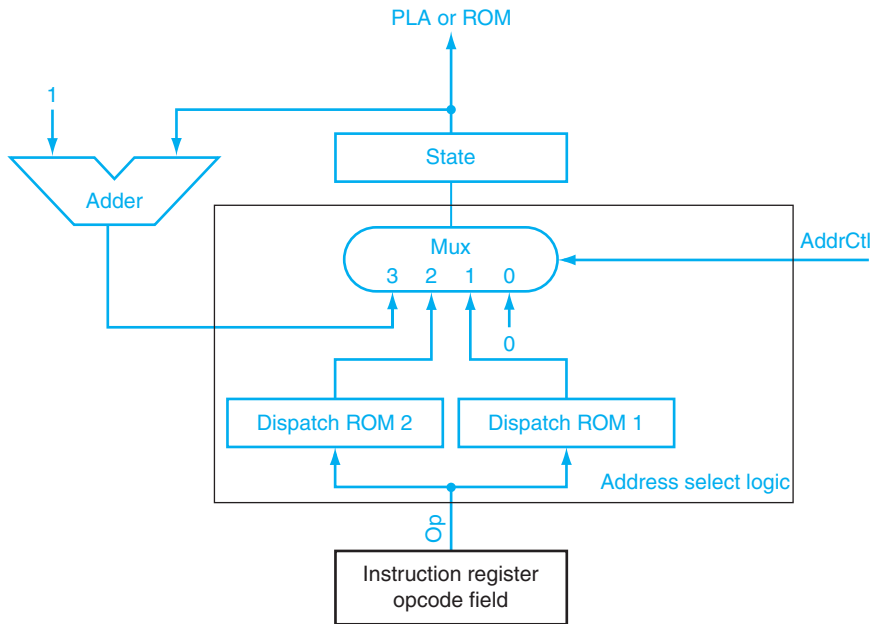 PLA or ROM
1
State
Adder
Mux
AddrCtl
3 2 1 0
0
Dispatch ROM 2
Dispatch ROM 1
Address select logic
Op
Instruction register
opcode field